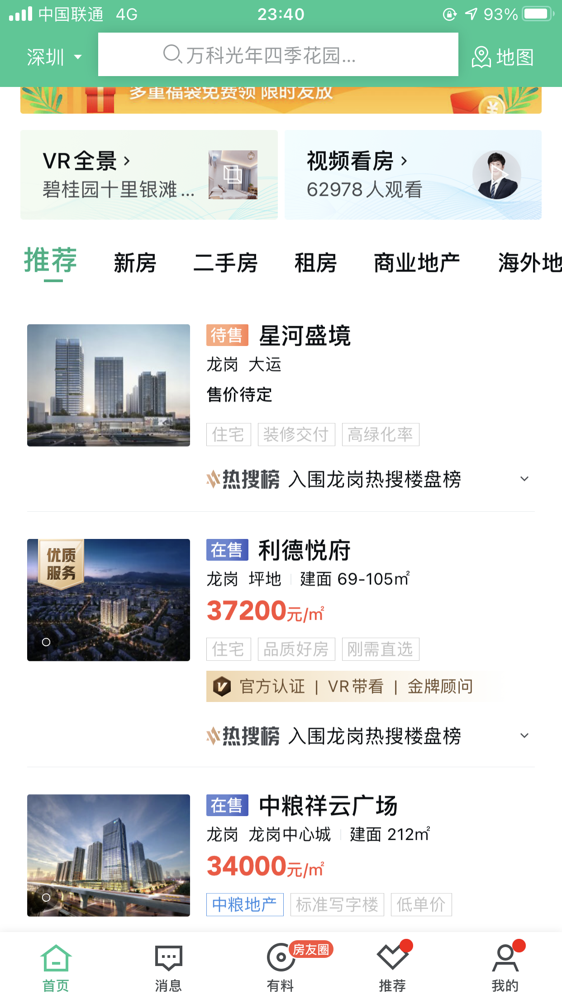 中国联通 4G 23:40 93%
深圳 万科光年四季花园... 地图
多重福袋免费领 限时发放
VR全景 视频看房
碧桂园十里银滩... 62978人观看
推荐 新房 二手房 租房 商业地产 海外地
待售 星河盛境
龙岗 大运
售价待定
住宅 装修交付 高绿化率
热搜榜 入围龙岗热搜楼盘榜
优质
服务
在售 利德悦府
龙岗 坪地 建面 69-105㎡
37200元/㎡
住宅 品质好房 刚需直选
官方认证 | VR带看 | 金牌顾问
热搜榜 入围龙岗热搜楼盘榜
在售 中粮祥云广场
龙岗 龙岗中心城 建面 212㎡
34000元/㎡
中粮地产 标准写字楼 低单价
房友圈
首页 消息 有料 推荐 我的